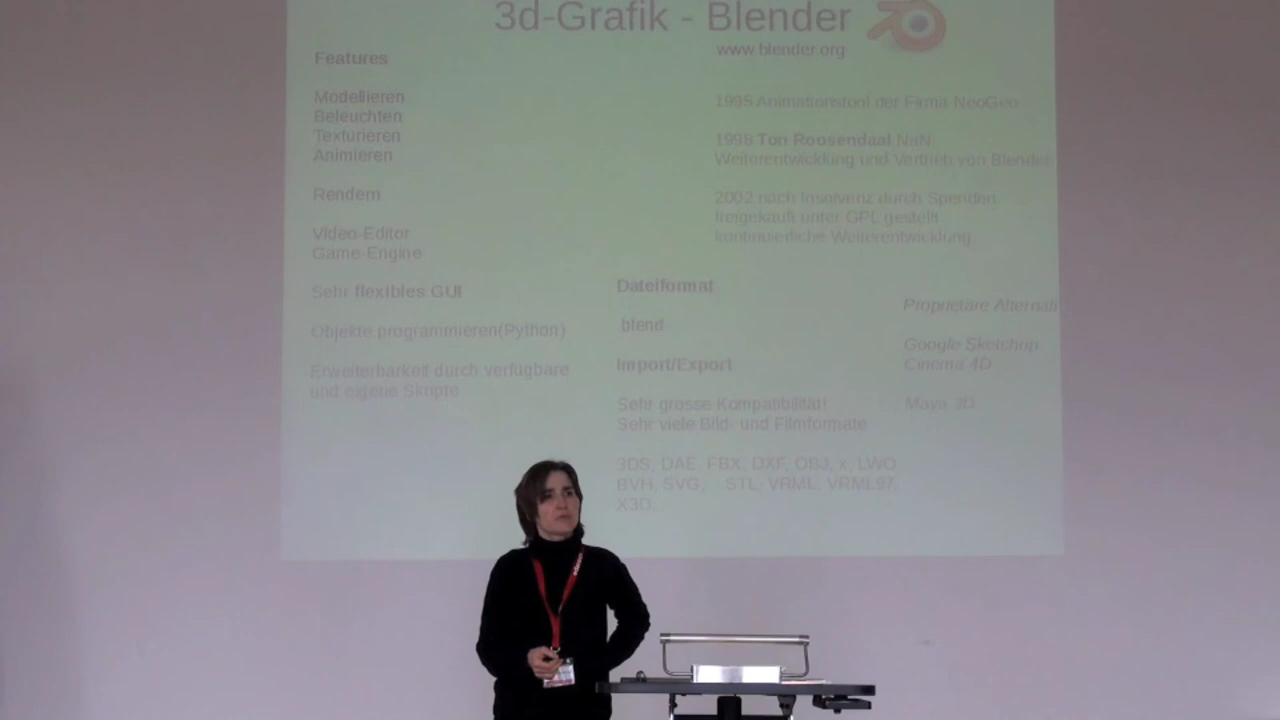 3d-Grafik - Blender
www.blender.org
Features
Modellieren
Beleuchten
Texturieren
Animieren
Rendern
Video-Editor
Game-Engine
Sehr flexibles GUI
Objekte programmieren(Python)
Erweiterbarkeit durch verfügbare
und eigene Skripte
1995 Animationstool der Firma NeoGeo
1998 Ton Roosendaal NaN
Weiterentwicklung und Vertrieb von Blender
2002 nach Insolvenz durch Spenden
freigekauft unter GPL gestellt
kontinuierliche Weiterentwicklung
Dateiformat
.blend
Import/Export
Sehr grosse Kompatibilität!
Sehr viele Bild- und Filmformate
3DS, DAE, FBX, DXF, OBJ, x, LWO
BVH, SVG, STL, VRML, VRML97,
X3D..
Proprietäre Alternati
Google Sketchup
Cinema 4D
Maya 3D